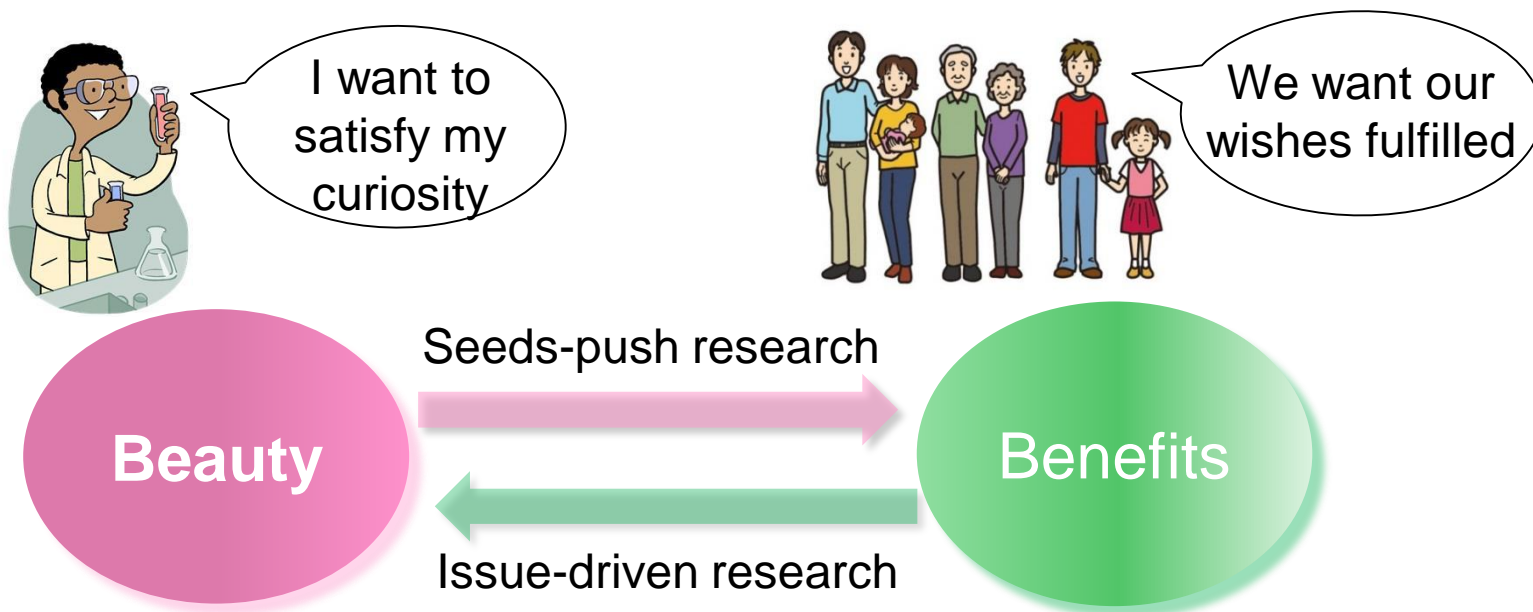 I want to
satisfy my
curiosity
We want our
wishes fulfilled
Seeds-push research
Beauty
Benefits
Issue-driven research